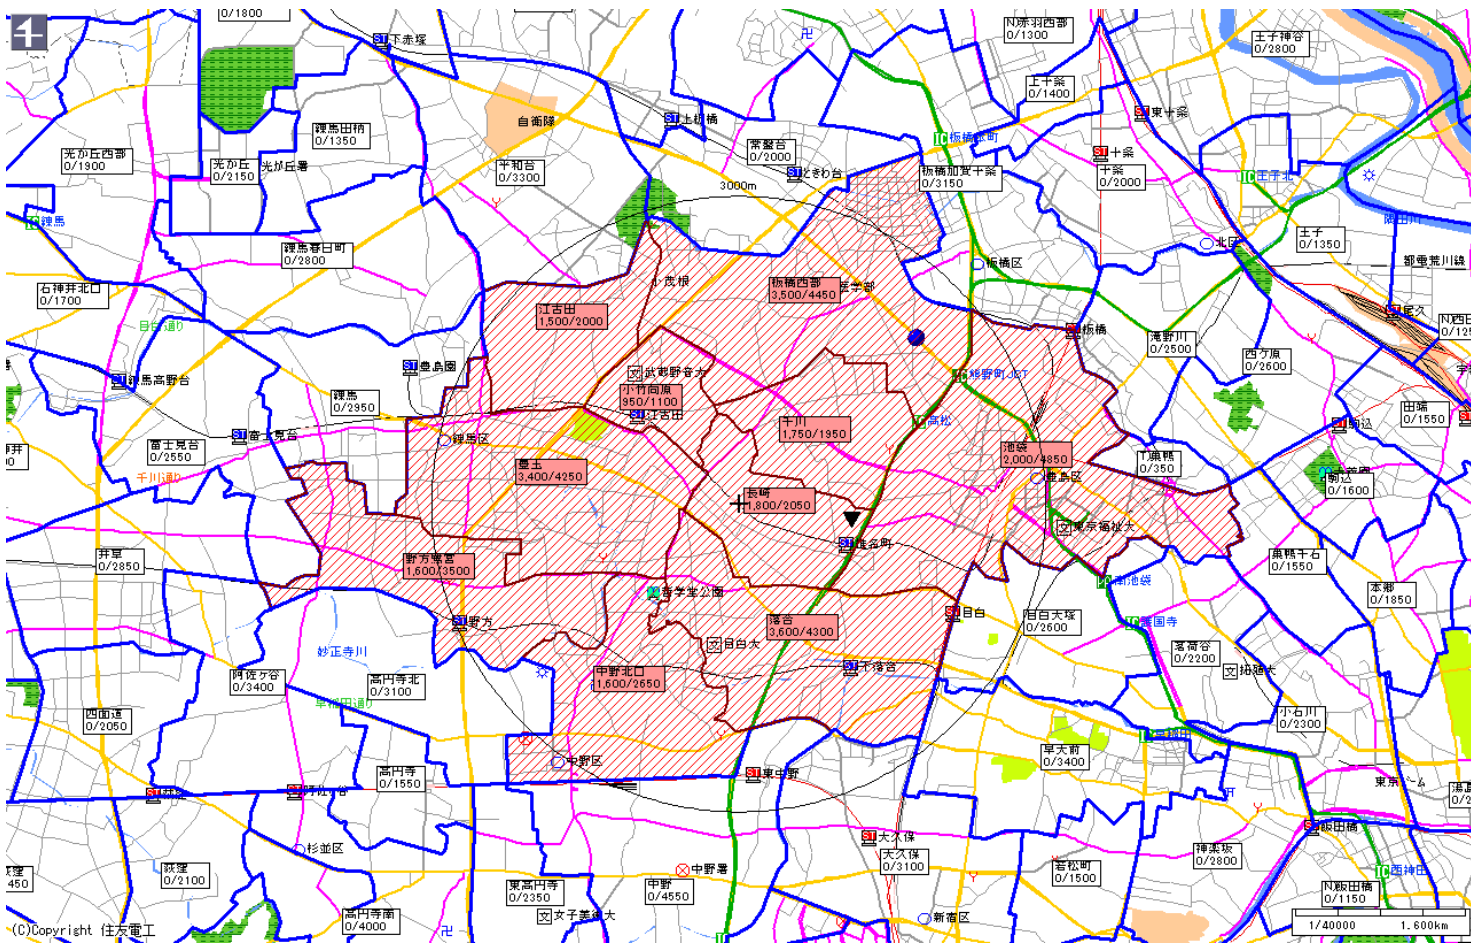 0/1800
下赤塚
N赤羽西部
0/1300
王子神谷
0/2800
上十条
0/1400
東十条
自衛隊
上板橋
板橋本町
練馬田柄
0/1350
常盤台
0/2000
十条
光が丘西部
0/1900
光が丘
0/2150
光が丘署
平和台
0/3300
ときわ台
板橋加賀十条
0/3150
十条
0/2000
王子北
3000m
練馬
隅田川
練馬春日町
0/2800
北区
王子
0/1350
都電荒川線
板橋区
石神井北口
0/1700
小茂根
板橋西部
3,500/4450
医学部
江古田
1,500/2000
目白通り
尾久
板橋
滝野川
0/2500
西ケ原
0/2600
豊島園
武蔵野音大
熊野町JCT
練馬高野台
小竹向原
950/1100
練馬
0/2950
江古田
高松
千川
1,750/1950
田端
0/1550
駒込
練馬区
富士見台
富士見台
0/2550
池袋
2,000/4850
(T)巣鴨
0/350
千川通り
豊玉
3,400/4250
豊島区
駒込
0/1600
長崎
1,800/2050
東京福祉大
椎名町
井草
0/2850
野方鷺宮
1,600/3500
巣鴨千石
0/1550
南池袋
哲学堂公園
本郷
0/1850
目白
目白大塚
0/2600
護国寺
野方
落合
3,600/4300
目白大
茗荷谷
0/2200
妙正寺川
下落合
拓殖大
阿佐ケ谷
0/3400
高円寺北
0/3100
中野北口
1,600/2650
早稲田通り
四面道
0/2050
小石川
0/2300
早稲田
早大前
0/3400
中野区
高円寺
0/1550
東中野
荻窪
阿佐ヶ谷
飯田橋
大久保
杉並区
大久保
0/3100
神楽坂
0/2800
若松町
0/1500
荻窪
0/2100
中野署
西神田
東高円寺
0/2350
中野
0/4550
N飯田橋
0/1150
高円寺南
0/4000
女子美術大
新宿区
(C)Copyright 住友電工
1/40000 1.600km